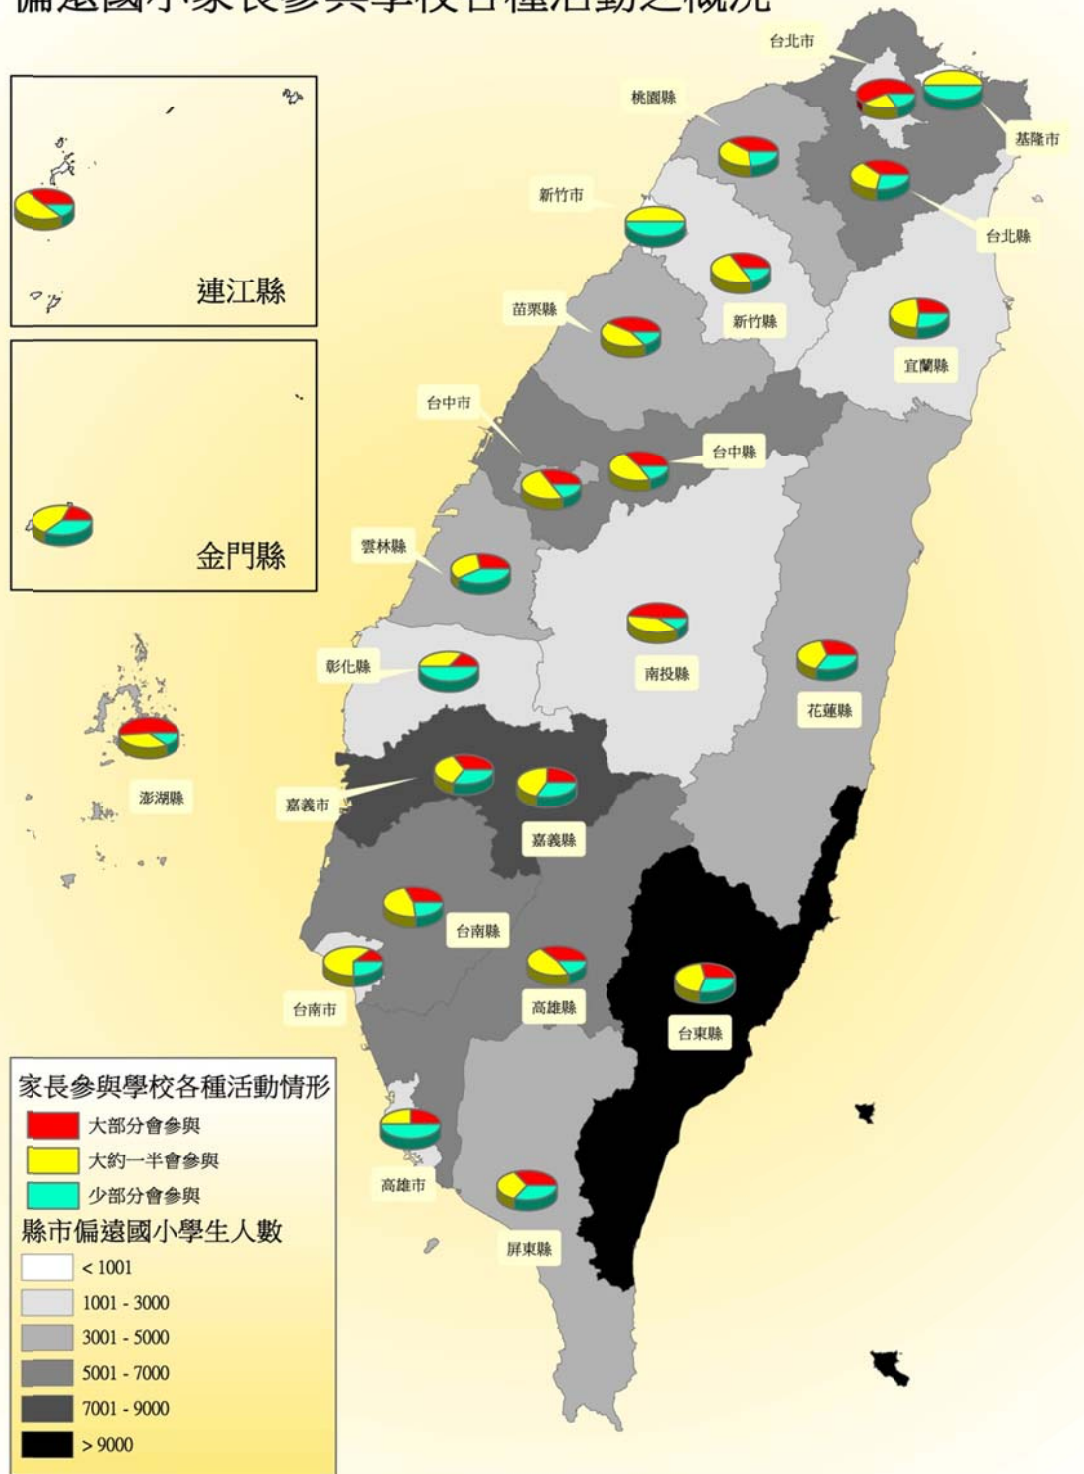 偏遠國小家長參與學校各種活動之概況
台北市
桃園縣
基隆市
新竹市
台北縣
連江縣
苗栗縣
新竹縣
宜蘭縣
台中市
台中縣
雲林縣
金門縣
彰化縣
南投縣
花蓮縣
澎湖縣
嘉義市
嘉義縣
台南縣
台南市
高雄縣
台東縣
高雄市
屏東縣
家長參與學校各種活動情形
大部分會參與
大約一半會參與
少部分會參與
縣市偏遠國小學生人數
< 1001
1001 - 3000
3001 - 5000
5001 - 7000
7001 - 9000
> 9000